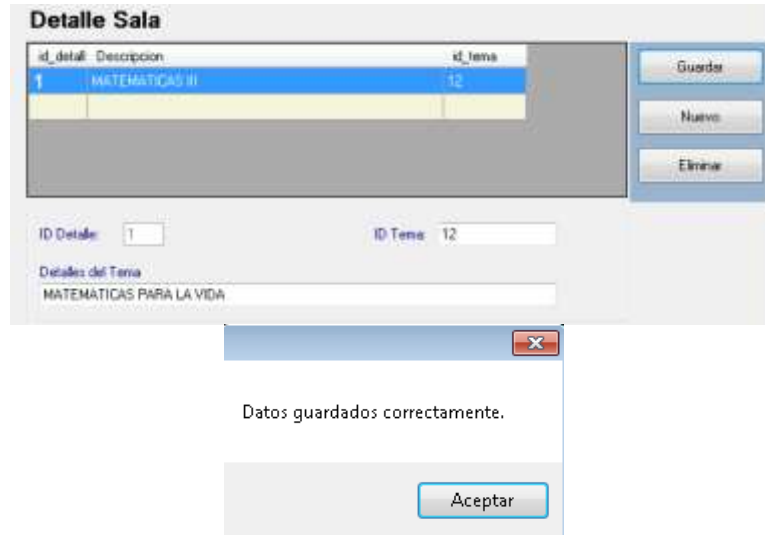 Detalle Sala
id_detall Descripcion id_tema
1 MATEMATICAS III 12
Guardar
Nuevo
Eliminar
ID Detalle: 1 ID Tema: 12
Detalles del Tema
MATEMATICAS PARA LA VIDA
Datos guardados correctamente.
Aceptar